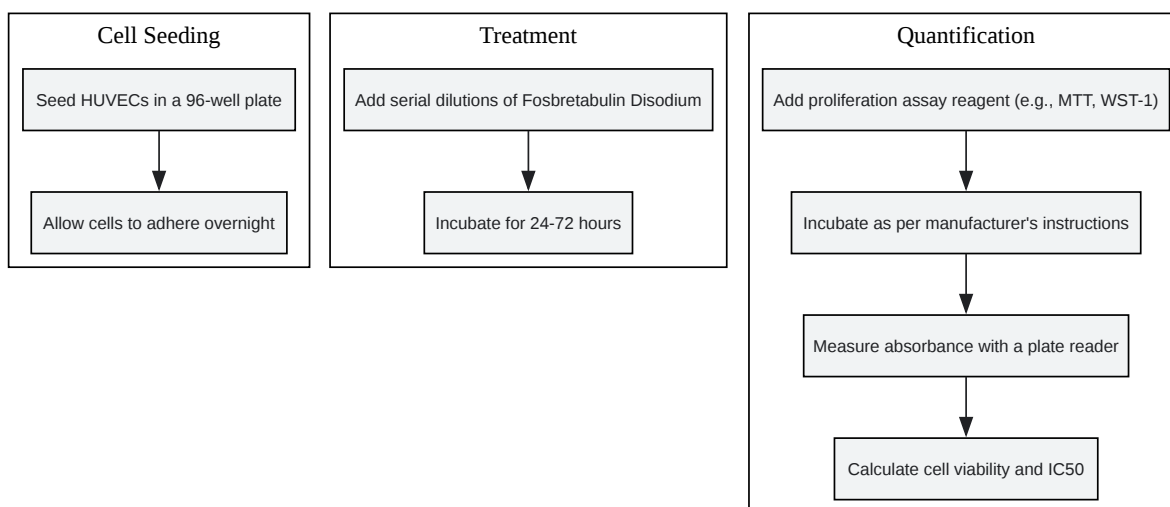 Cell Seeding
Seed HUVECs in a 96-well plate
Allow cells to adhere overnight
Treatment
Add serial dilutions of Fosbretabulin Disodium
Incubate for 24-72 hours
Quantification
Add proliferation assay reagent (e.g., MTT, WST-1)
Incubate as per manufacturer's instructions
Measure absorbance with a plate reader
Calculate cell viability and IC50